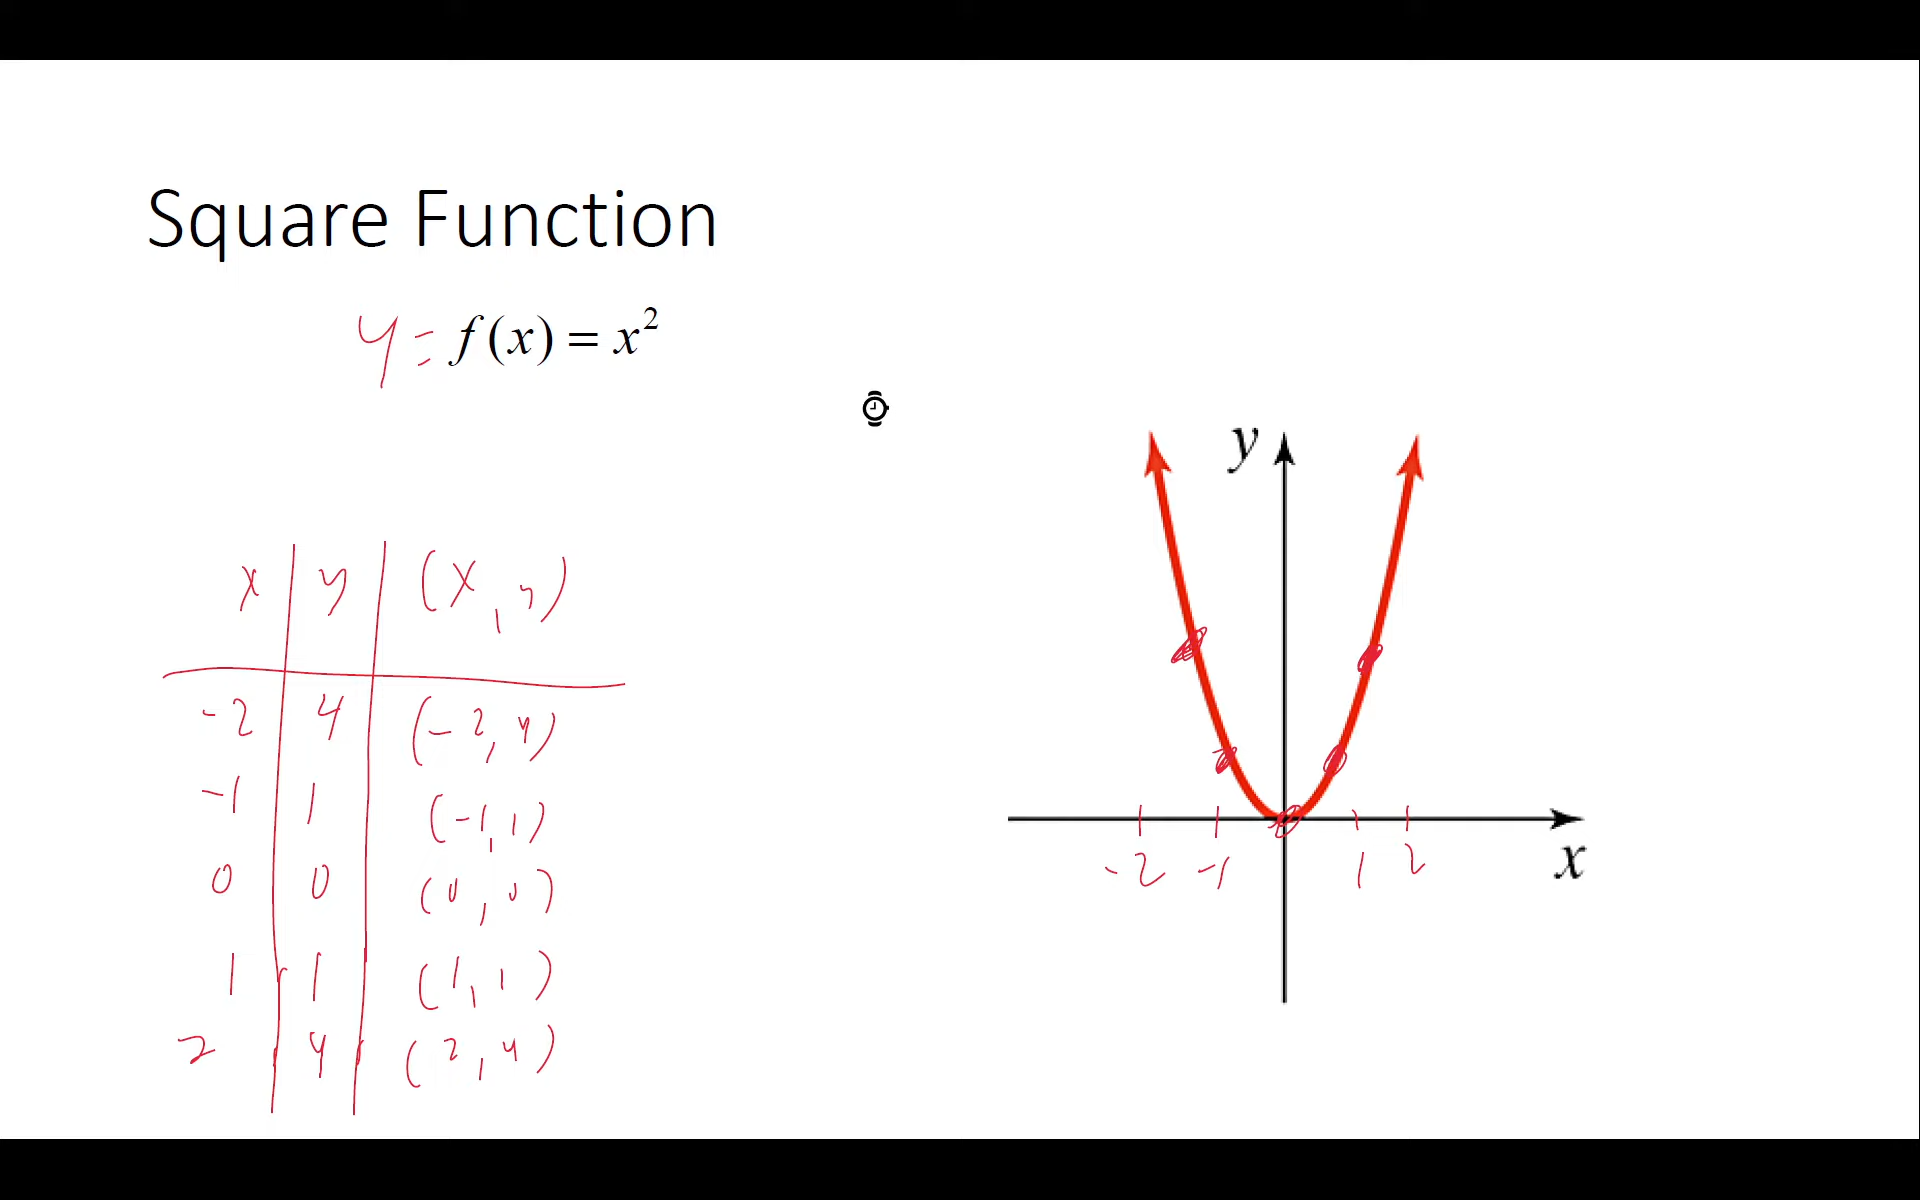 Square Function
y = f(x) = x²
x y (x, y)
-2 4 (-2, 4)
-1 1 (-1, 1)
0 0 (0, 0)
1 1 (1, 1)
2 4 (2, 4)
y
x
-2 -1 1 2